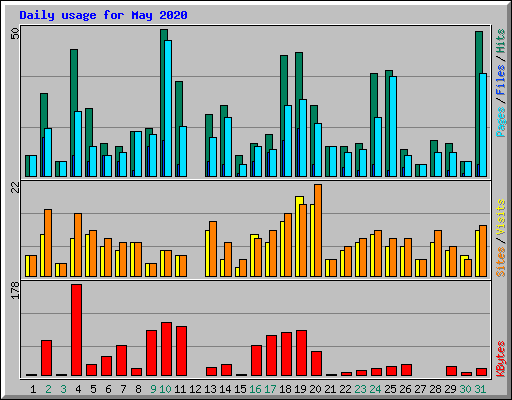 Daily usage for May 2020
50
Pages / Files / Hits
22
Sites / Visits
178
KBytes
1 2 3 4 5 6 7 8 9 10 11 12 13 14 15 16 17 18 19 20 21 22 23 24 25 26 27 28 29 30 31